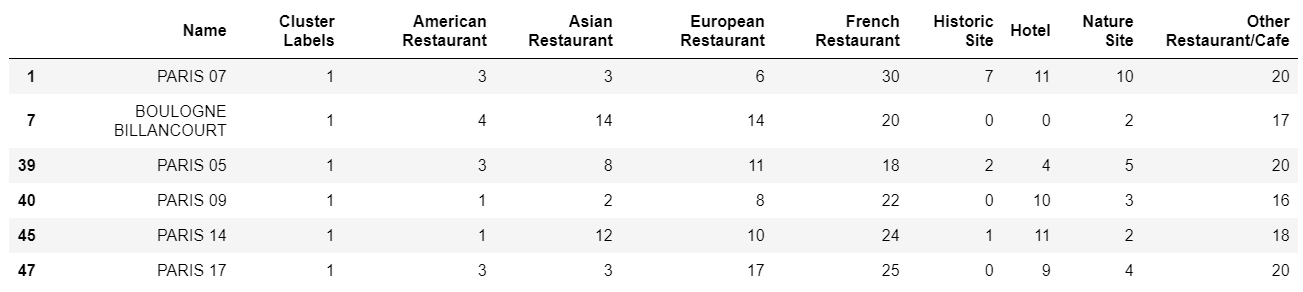 Name Cluster Labels American Restaurant Asian Restaurant European Restaurant French Restaurant Historic Site Hotel Nature Site Other Restaurant/Cafe
1 PARIS 07 1 3 3 6 30 7 11 10 20
7 BOULOGNE BILLANCOURT 1 4 14 14 20 0 0 2 17
39 PARIS 05 1 3 8 11 18 2 4 5 20
40 PARIS 09 1 1 2 8 22 0 10 3 16
45 PARIS 14 1 1 12 10 24 1 11 2 18
47 PARIS 17 1 3 3 17 25 0 9 4 20